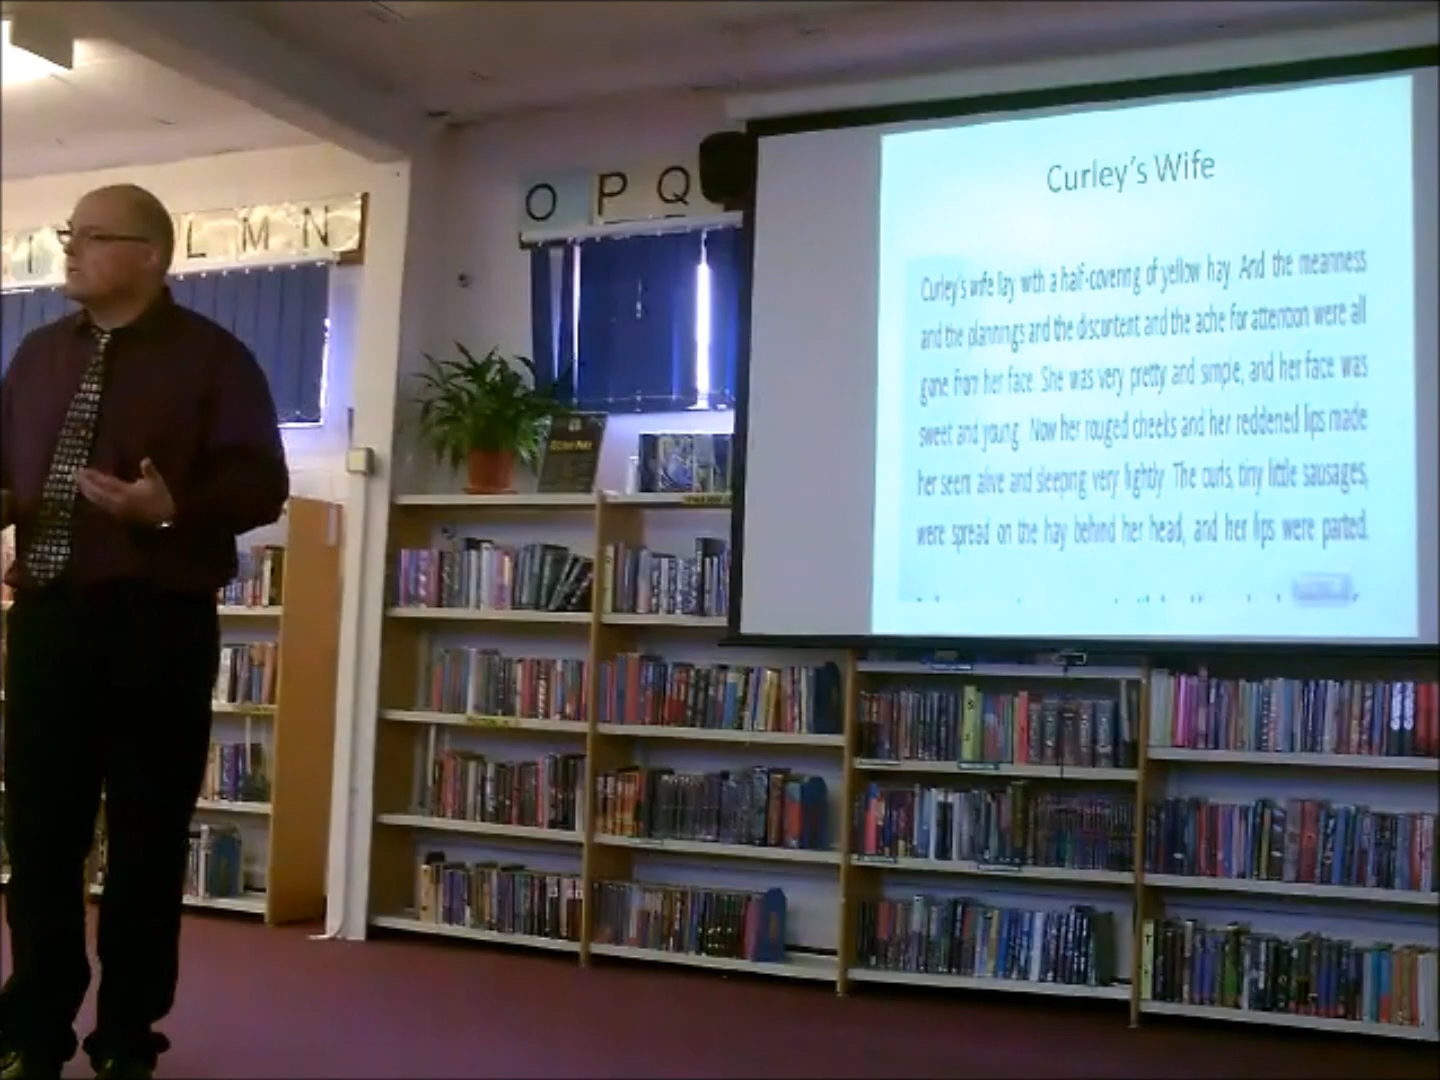 I L M N
O P Q
Curley's Wife
Curley's wife lay with a half-covering of yellow hay. And the meanness
and the plannings and the discontent and the ache for attention were all
gone from her face. She was very pretty and simple, and her face was
sweet and young. Now her rouged cheeks and her reddened lips made
her seem alive and sleeping very lightly. The curls, tiny little sausages,
were spread on the hay behind her head, and her lips were parted.